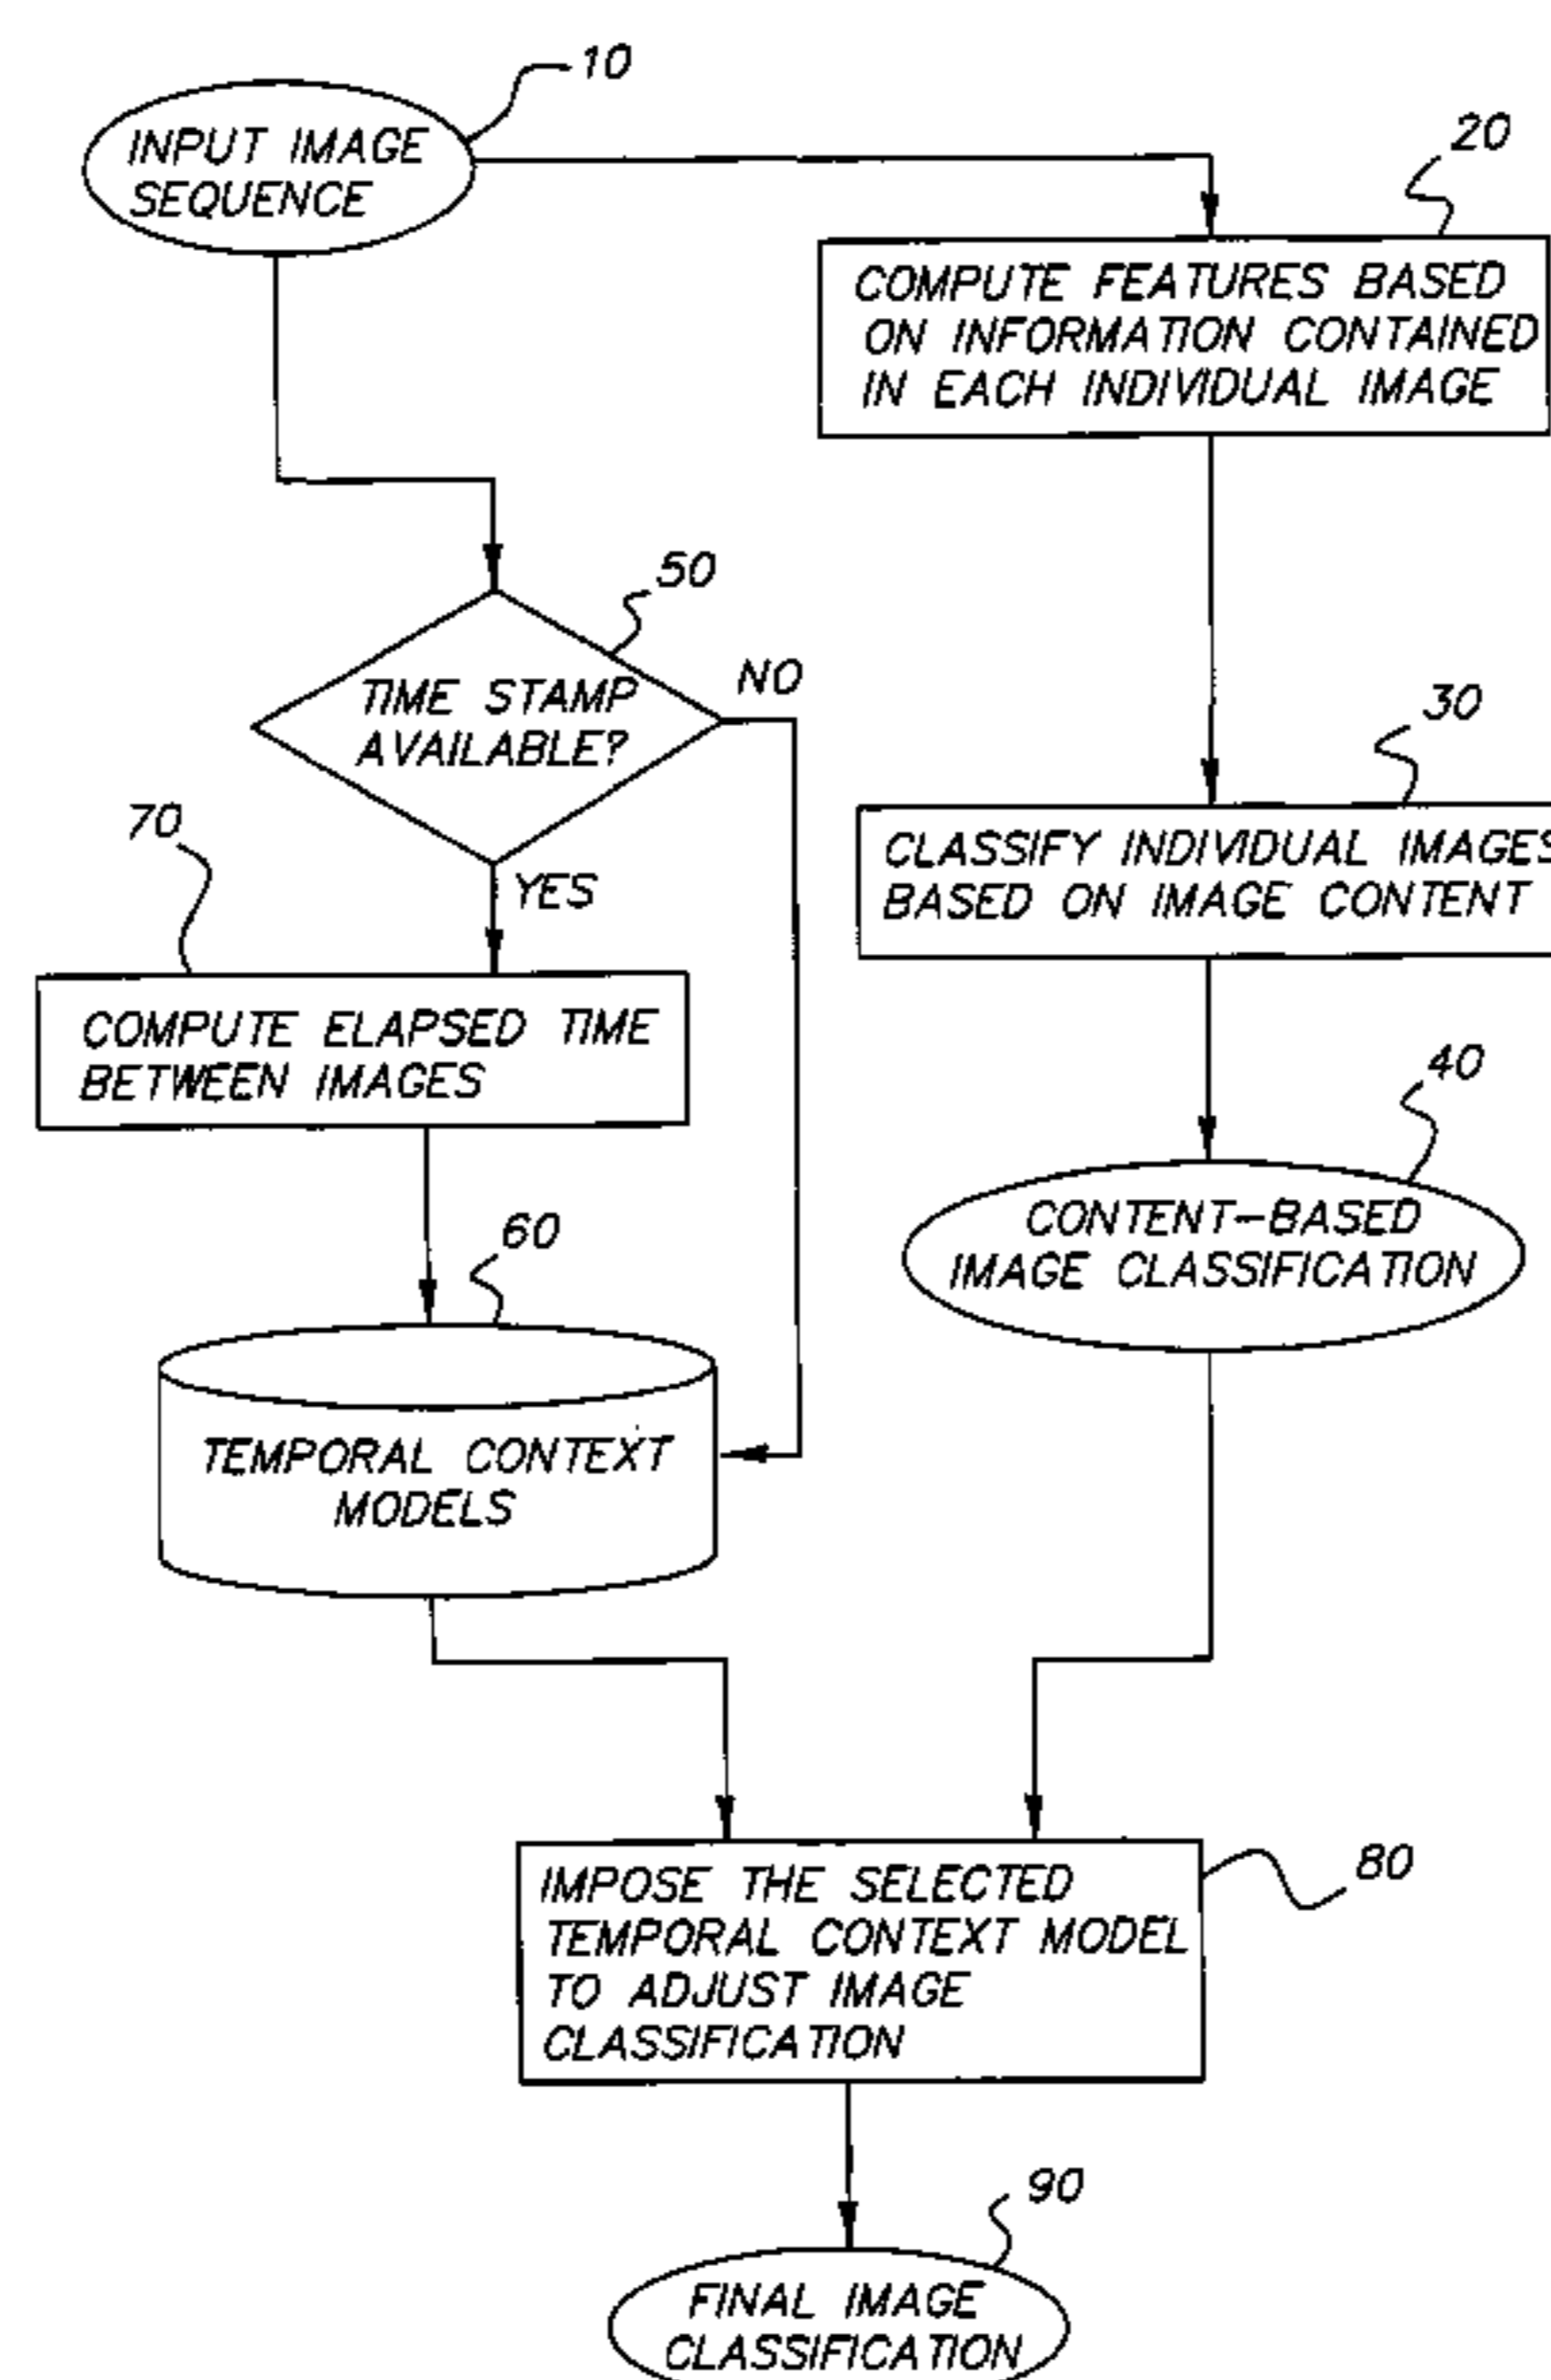 10
INPUT IMAGE
SEQUENCE
20
COMPUTE FEATURES BASED
ON INFORMATION CONTAINED
IN EACH INDIVIDUAL IMAGE
50
TIME STAMP
AVAILABLE?
NO
YES
30
CLASSIFY INDIVIDUAL IMAGES
BASED ON IMAGE CONTENT
70
COMPUTE ELAPSED TIME
BETWEEN IMAGES
40
CONTENT-BASED
IMAGE CLASSIFICATION
60
TEMPORAL CONTEXT
MODELS
80
IMPOSE THE SELECTED
TEMPORAL CONTEXT MODEL
TO ADJUST IMAGE
CLASSIFICATION
90
FINAL IMAGE
CLASSIFICATION